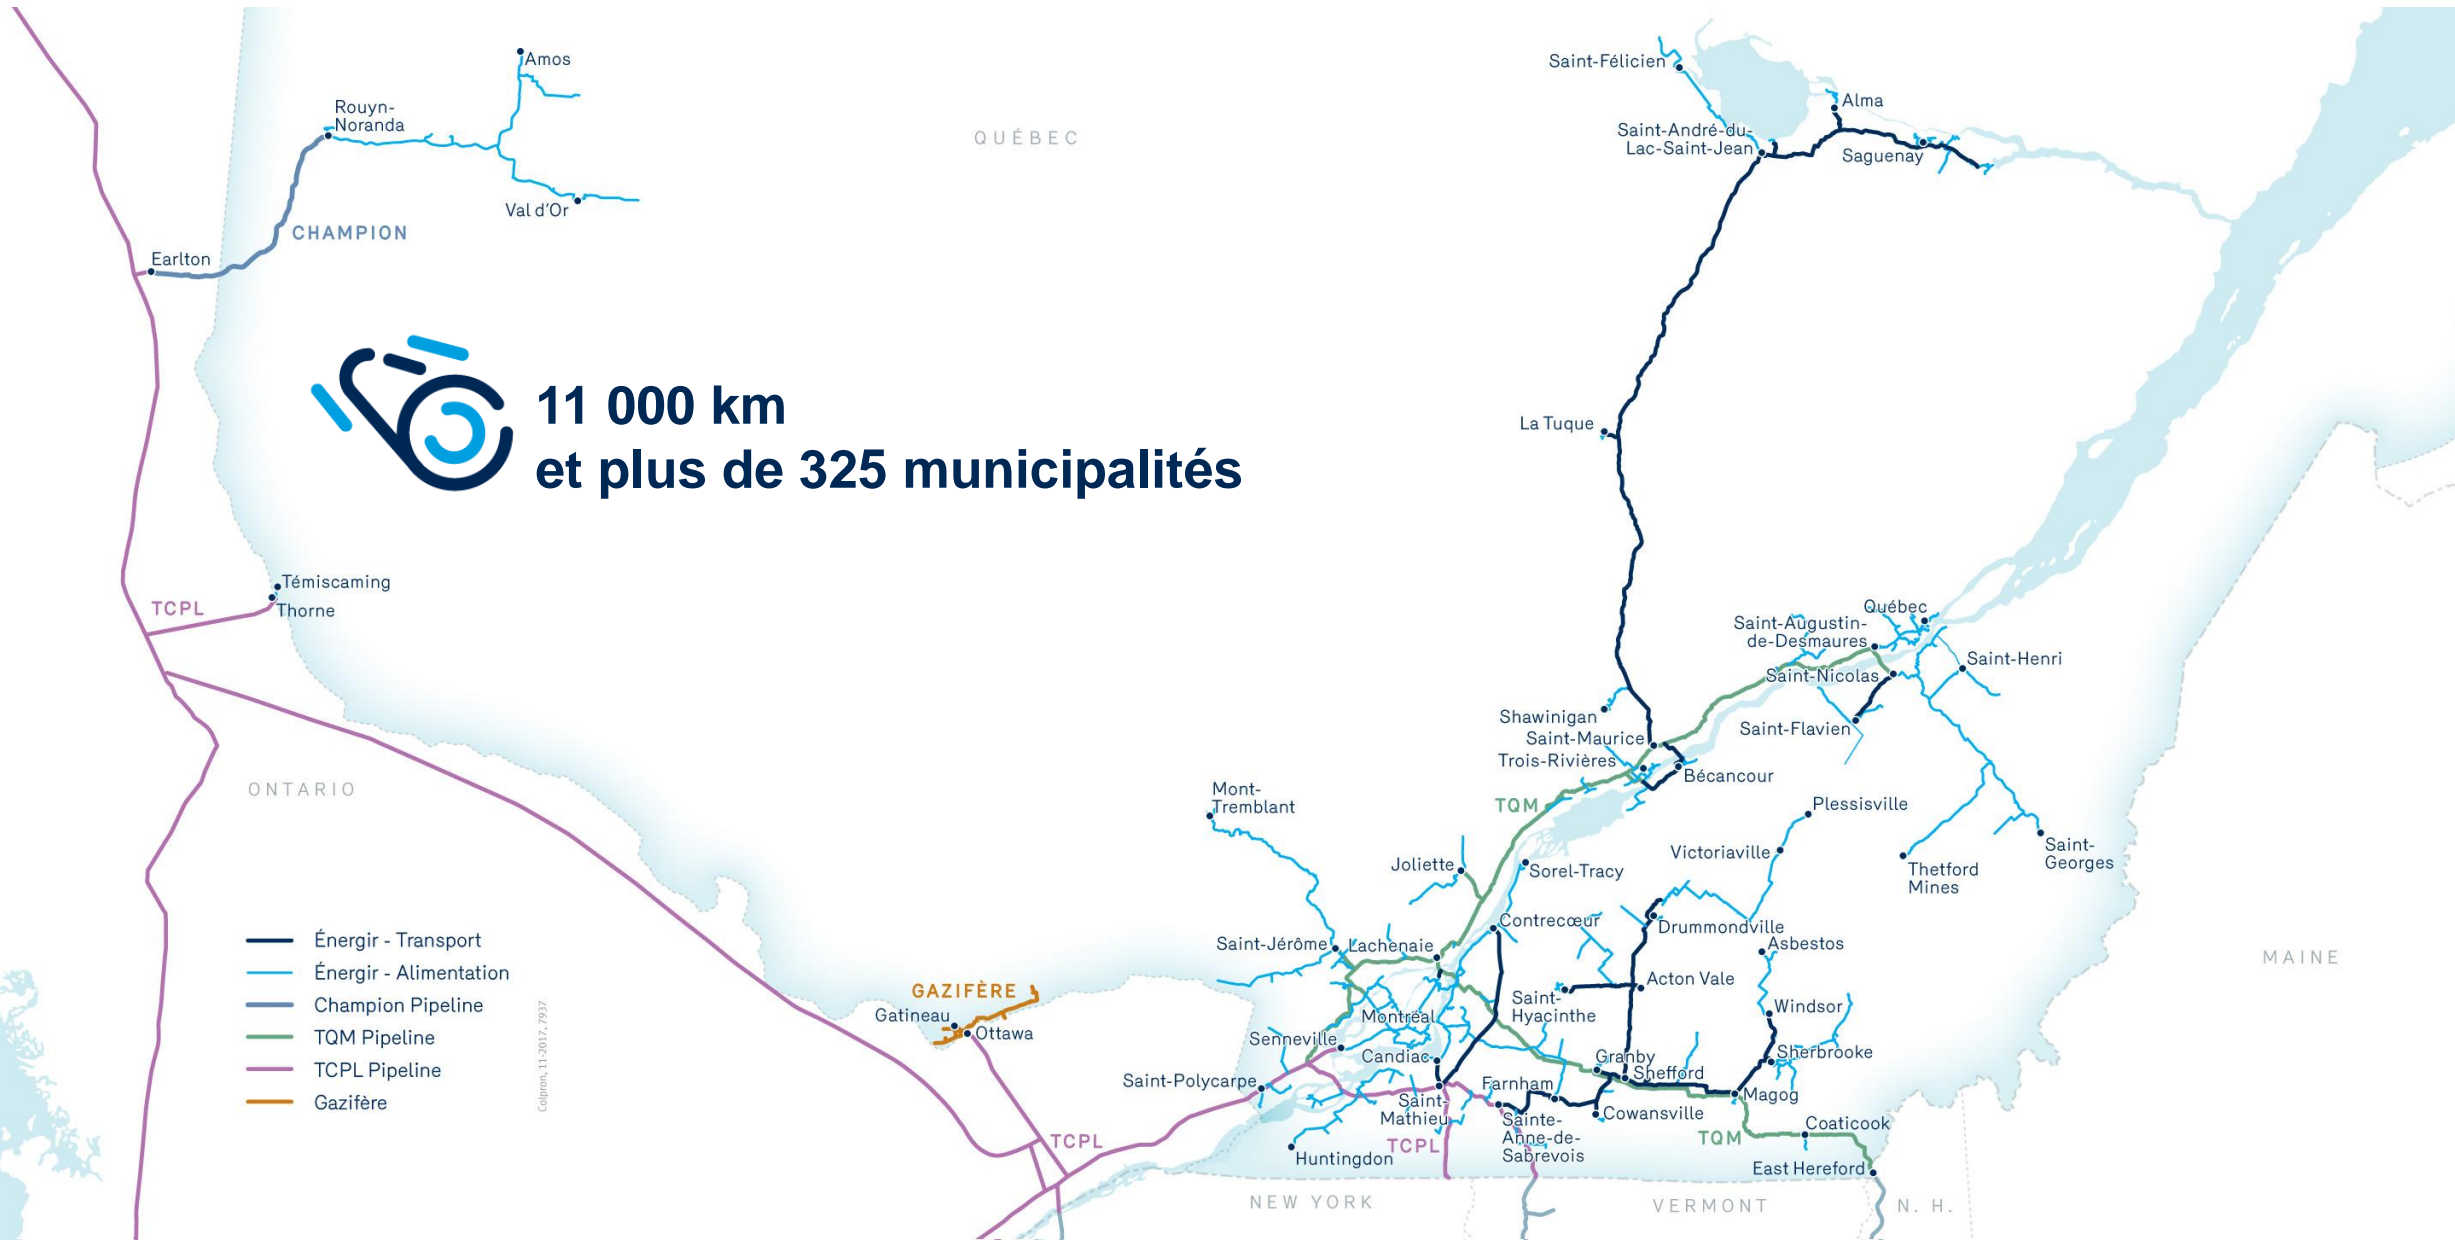 Amos
Rouyn-
Noranda
Val d'Or
CHAMPION
Earlton
QUÉBEC
Saint-Félicien
Alma
Saint-André-du-
Lac-Saint-Jean
Saguenay
11 000 km
et plus de 325 municipalités
La Tuque
Témiscaming
Thorne
TCPL
ONTARIO
Québec
Saint-Augustin-
de-Desmaures
Saint-Henri
Saint-Nicolas
Saint-Flavien
Shawinigan
Saint-Maurice
Trois-Rivières
Bécancour
TQM
Mont-
Tremblant
Plessisville
Victoriaville
Saint-
Georges
Thetford
Mines
Joliette
Sorel-Tracy
Contrecœur
Drummondville
Asbestos
Saint-Jérôme
Lachenaie
Acton Vale
MAINE
Saint-
Hyacinthe
Windsor
Montréal
Senneville
Candiac
Granby
Shefford
Sherbrooke
Saint-Polycarpe
Farnham
Magog
Saint-
Mathieu
Cowansville
Sainte-
Anne-de-
Sabrevois
Coaticook
TQM
TCPL
Huntingdon
East Hereford
NEW YORK
VERMONT
N. H.
GAZIFÈRE
Gatineau
Ottawa
TCPL
Énergir - Transport
Énergir - Alimentation
Champion Pipeline
TQM Pipeline
TCPL Pipeline
Gazifère
Colpron, 11-2017, 7937